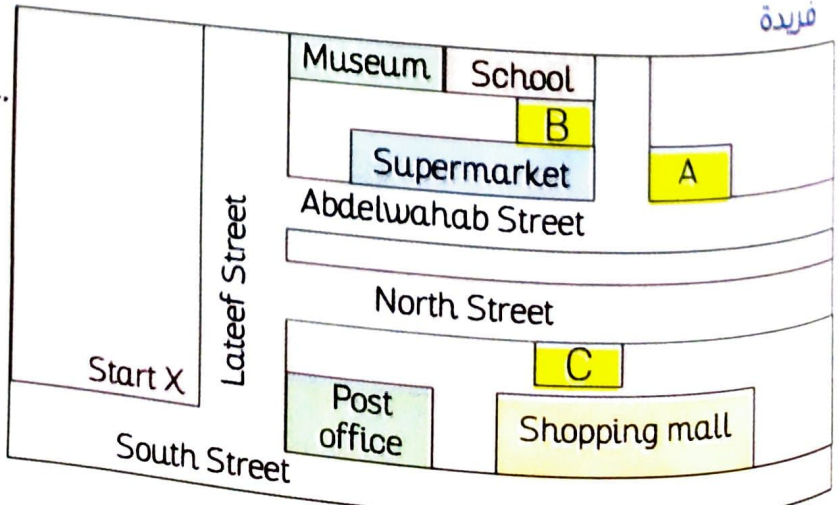 فريدة
Museum
School
B
Supermarket
A
Abdelwahab Street
Lateef Street
North Street
Start X
C
Post
office
Shopping mall
South Street